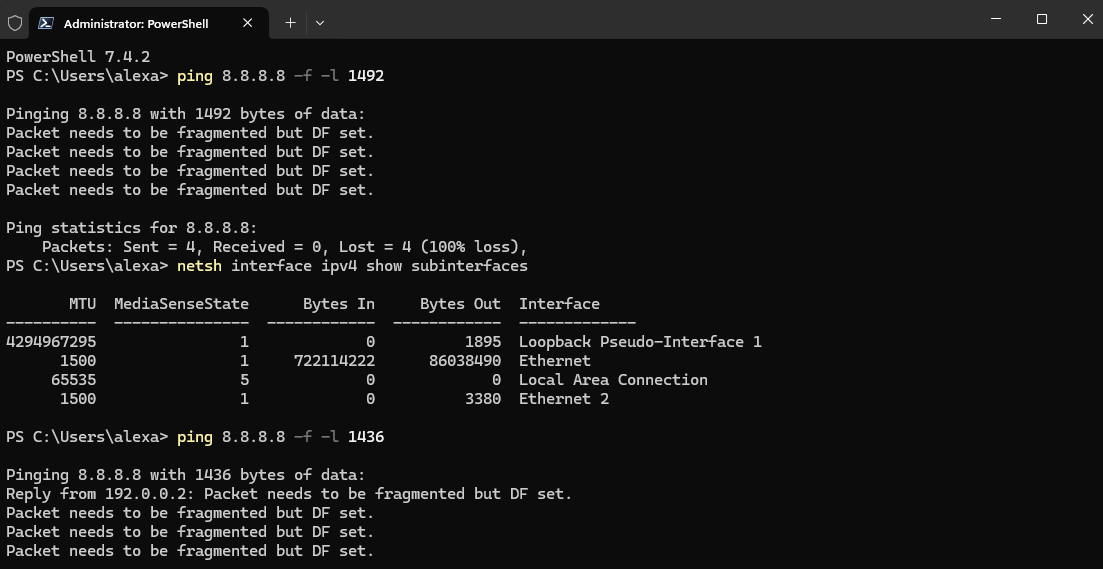 Administrator: PowerShell
PowerShell 7.4.2
PS C:\Users\alexa> ping 8.8.8.8 -f -l 1492
Pinging 8.8.8.8 with 1492 bytes of data:
Packet needs to be fragmented but DF set.
Packet needs to be fragmented but DF set.
Packet needs to be fragmented but DF set.
Packet needs to be fragmented but DF set.
Ping statistics for 8.8.8.8:
    Packets: Sent = 4, Received = 0, Lost = 4 (100% loss),
PS C:\Users\alexa> netsh interface ipv4 show subinterfaces
       MTU  MediaSenseState      Bytes In     Bytes Out  Interface
----------  ---------------  ------------  ------------  -------------
4294967295                1             0          1895  Loopback Pseudo-Interface 1
      1500                1     722114222      86038490  Ethernet
     65535                5             0             0  Local Area Connection
      1500                1             0          3380  Ethernet 2
PS C:\Users\alexa> ping 8.8.8.8 -f -l 1436
Pinging 8.8.8.8 with 1436 bytes of data:
Reply from 192.0.0.2: Packet needs to be fragmented but DF set.
Packet needs to be fragmented but DF set.
Packet needs to be fragmented but DF set.
Packet needs to be fragmented but DF set.